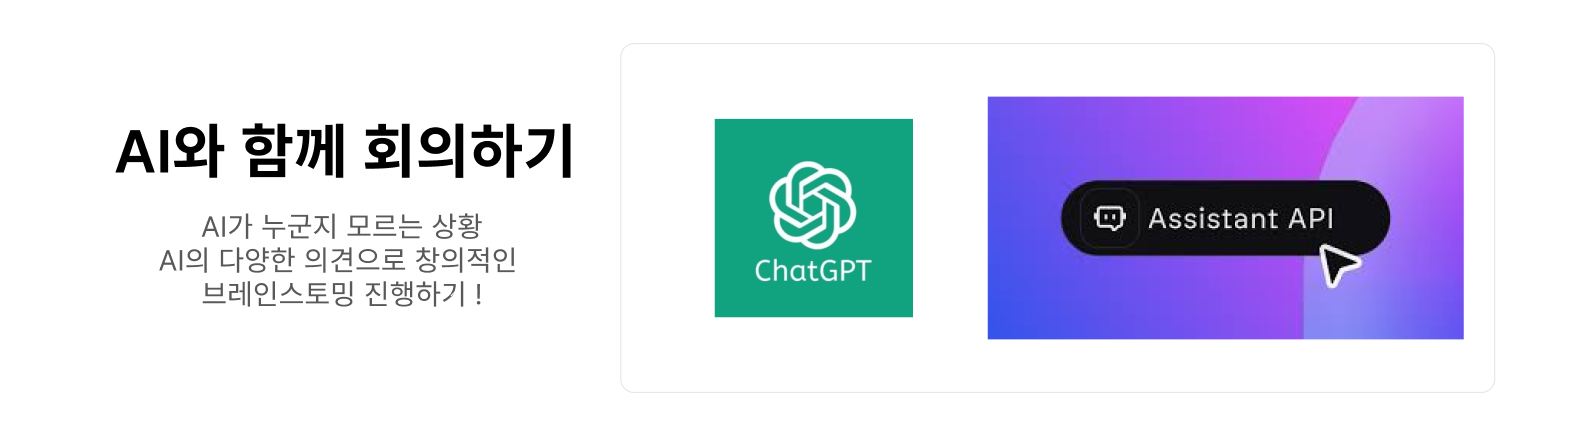 AI와 함께 회의하기
AI가 누군지 모르는 상황
AI의 다양한 의견으로 창의적인
브레인스토밍 진행하기 !
ChatGPT
Assistant API